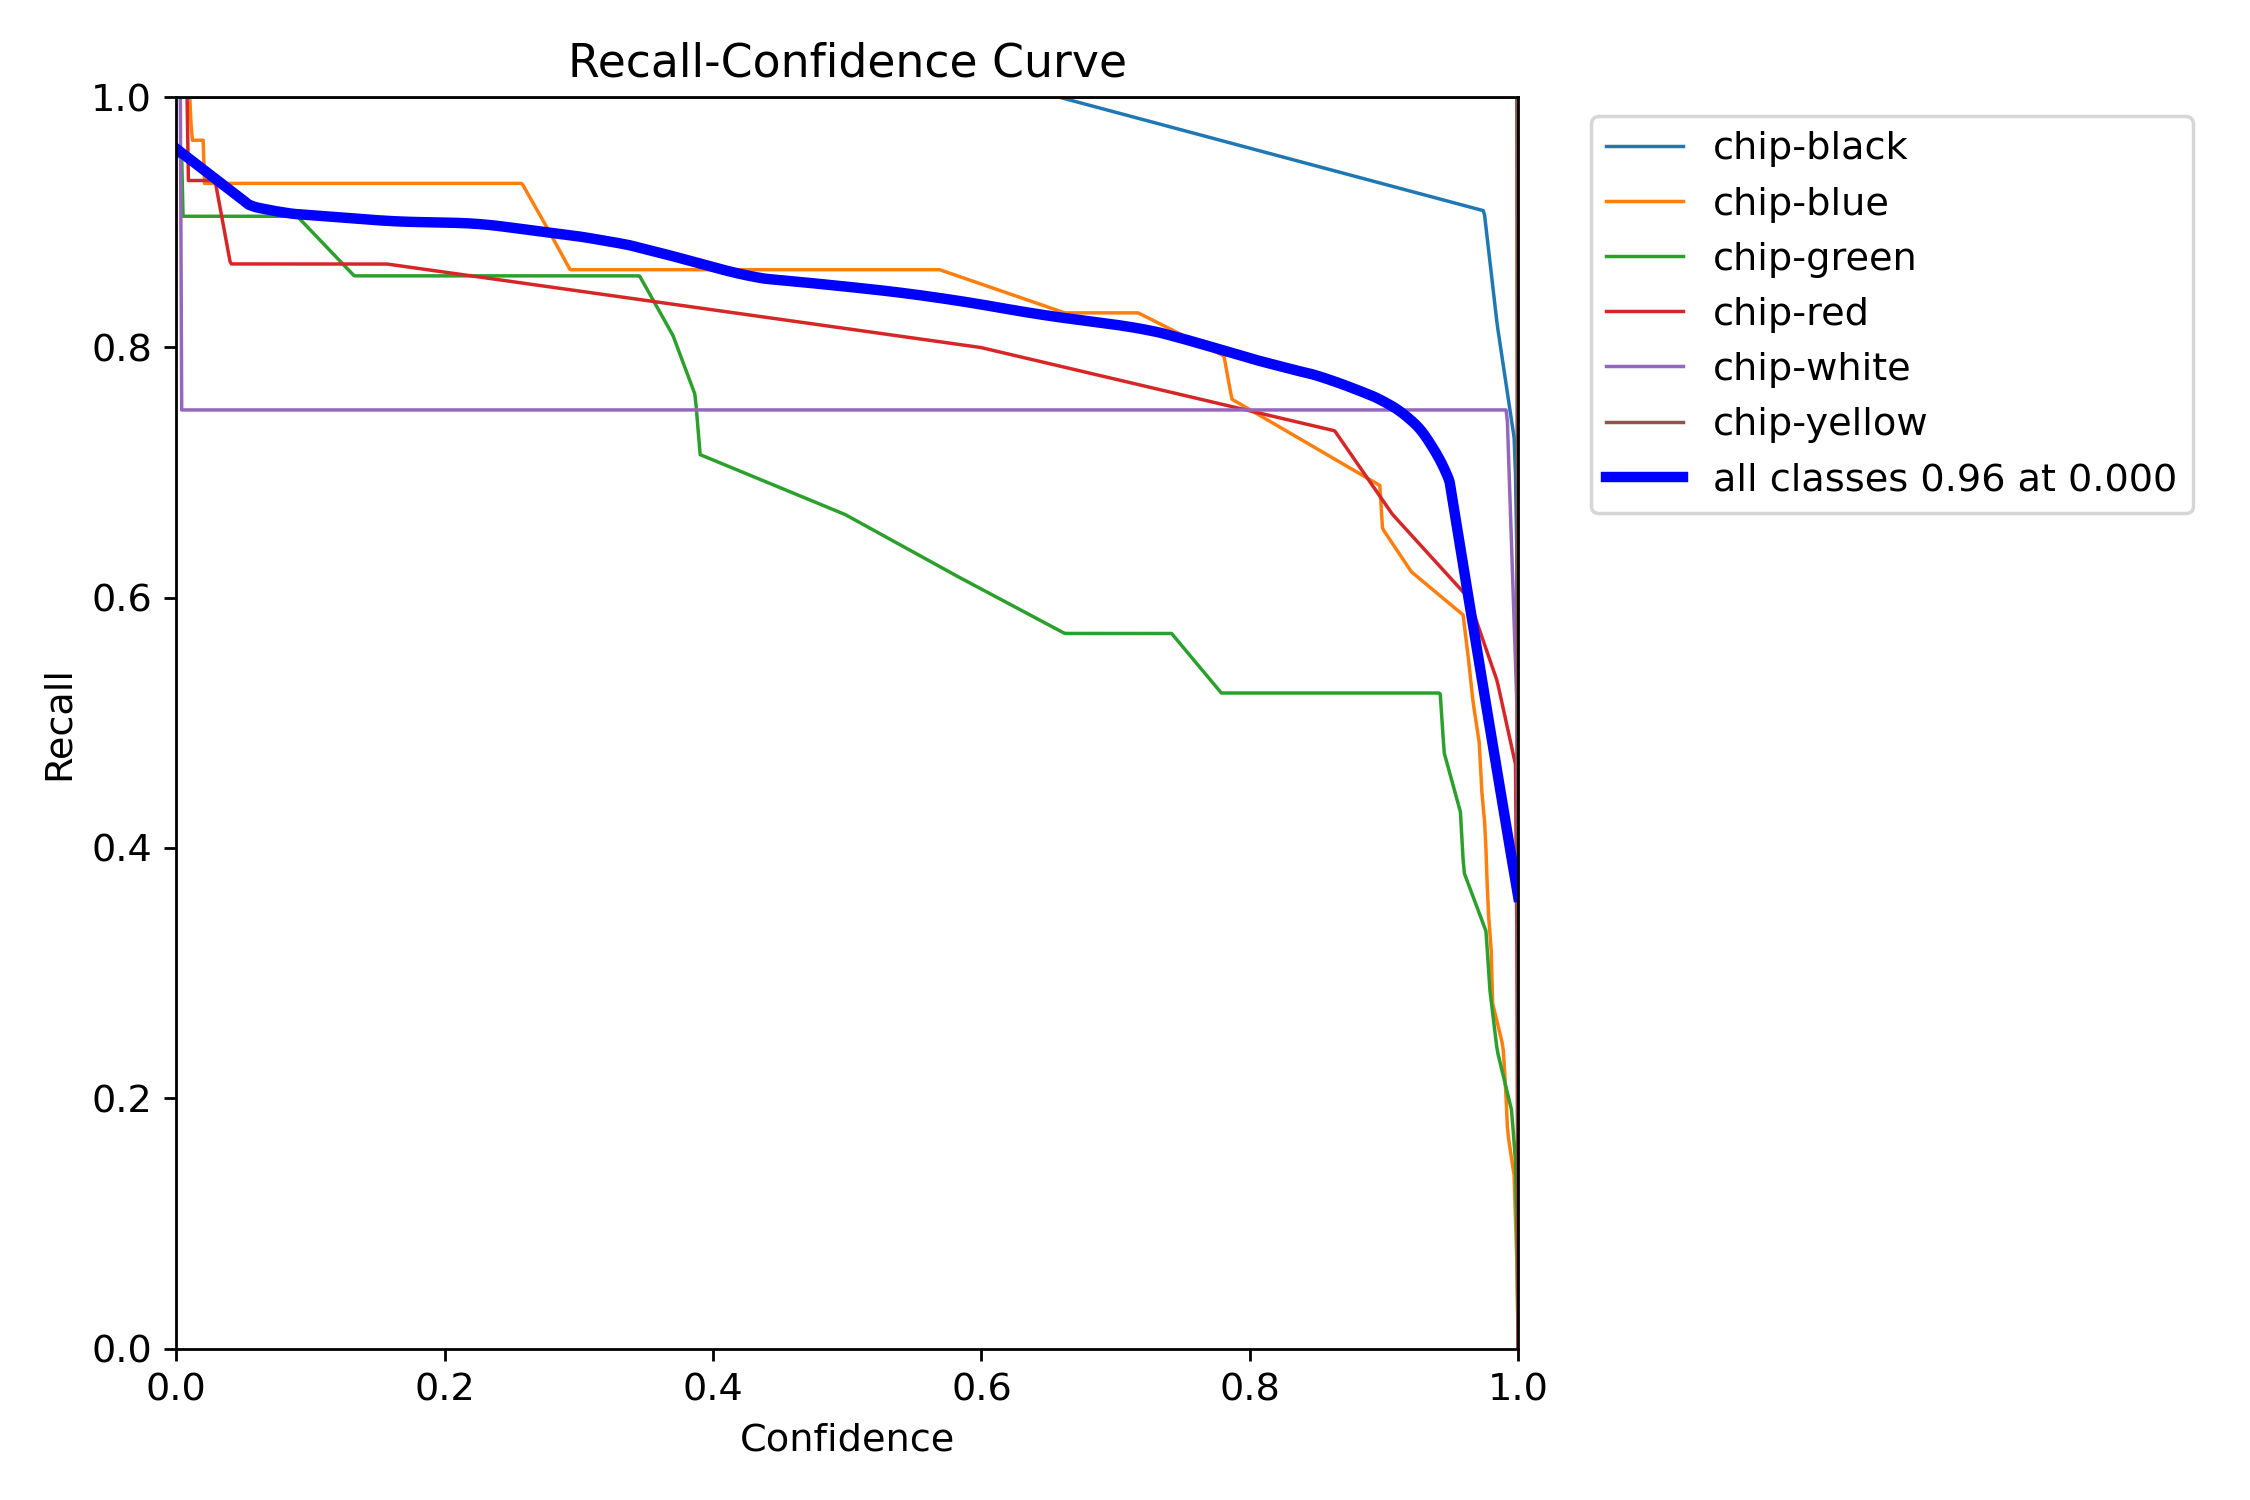 Recall-Confidence Curve
1.0
0.8
0.6
0.4
0.2
0.0
Recall
0.0 0.2 0.4 0.6 0.8 1.0
Confidence
chip-black
chip-blue
chip-green
chip-red
chip-white
chip-yellow
all classes 0.96 at 0.000